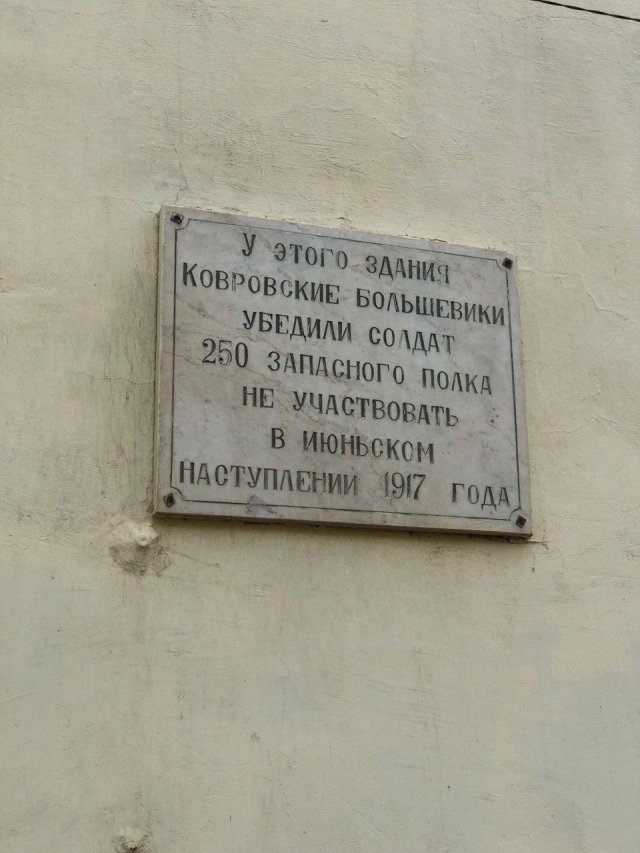 У ЭТОГО ЗДАНИЯ
КОВРОВСКИЕ БОЛЬШЕВИКИ
УБЕДИЛИ СОЛДАТ
250 ЗАПАСНОГО ПОЛКА
НЕ УЧАСТВОВАТЬ
В ИЮНЬСКОМ
НАСТУПЛЕНИИ 1917 ГОДА